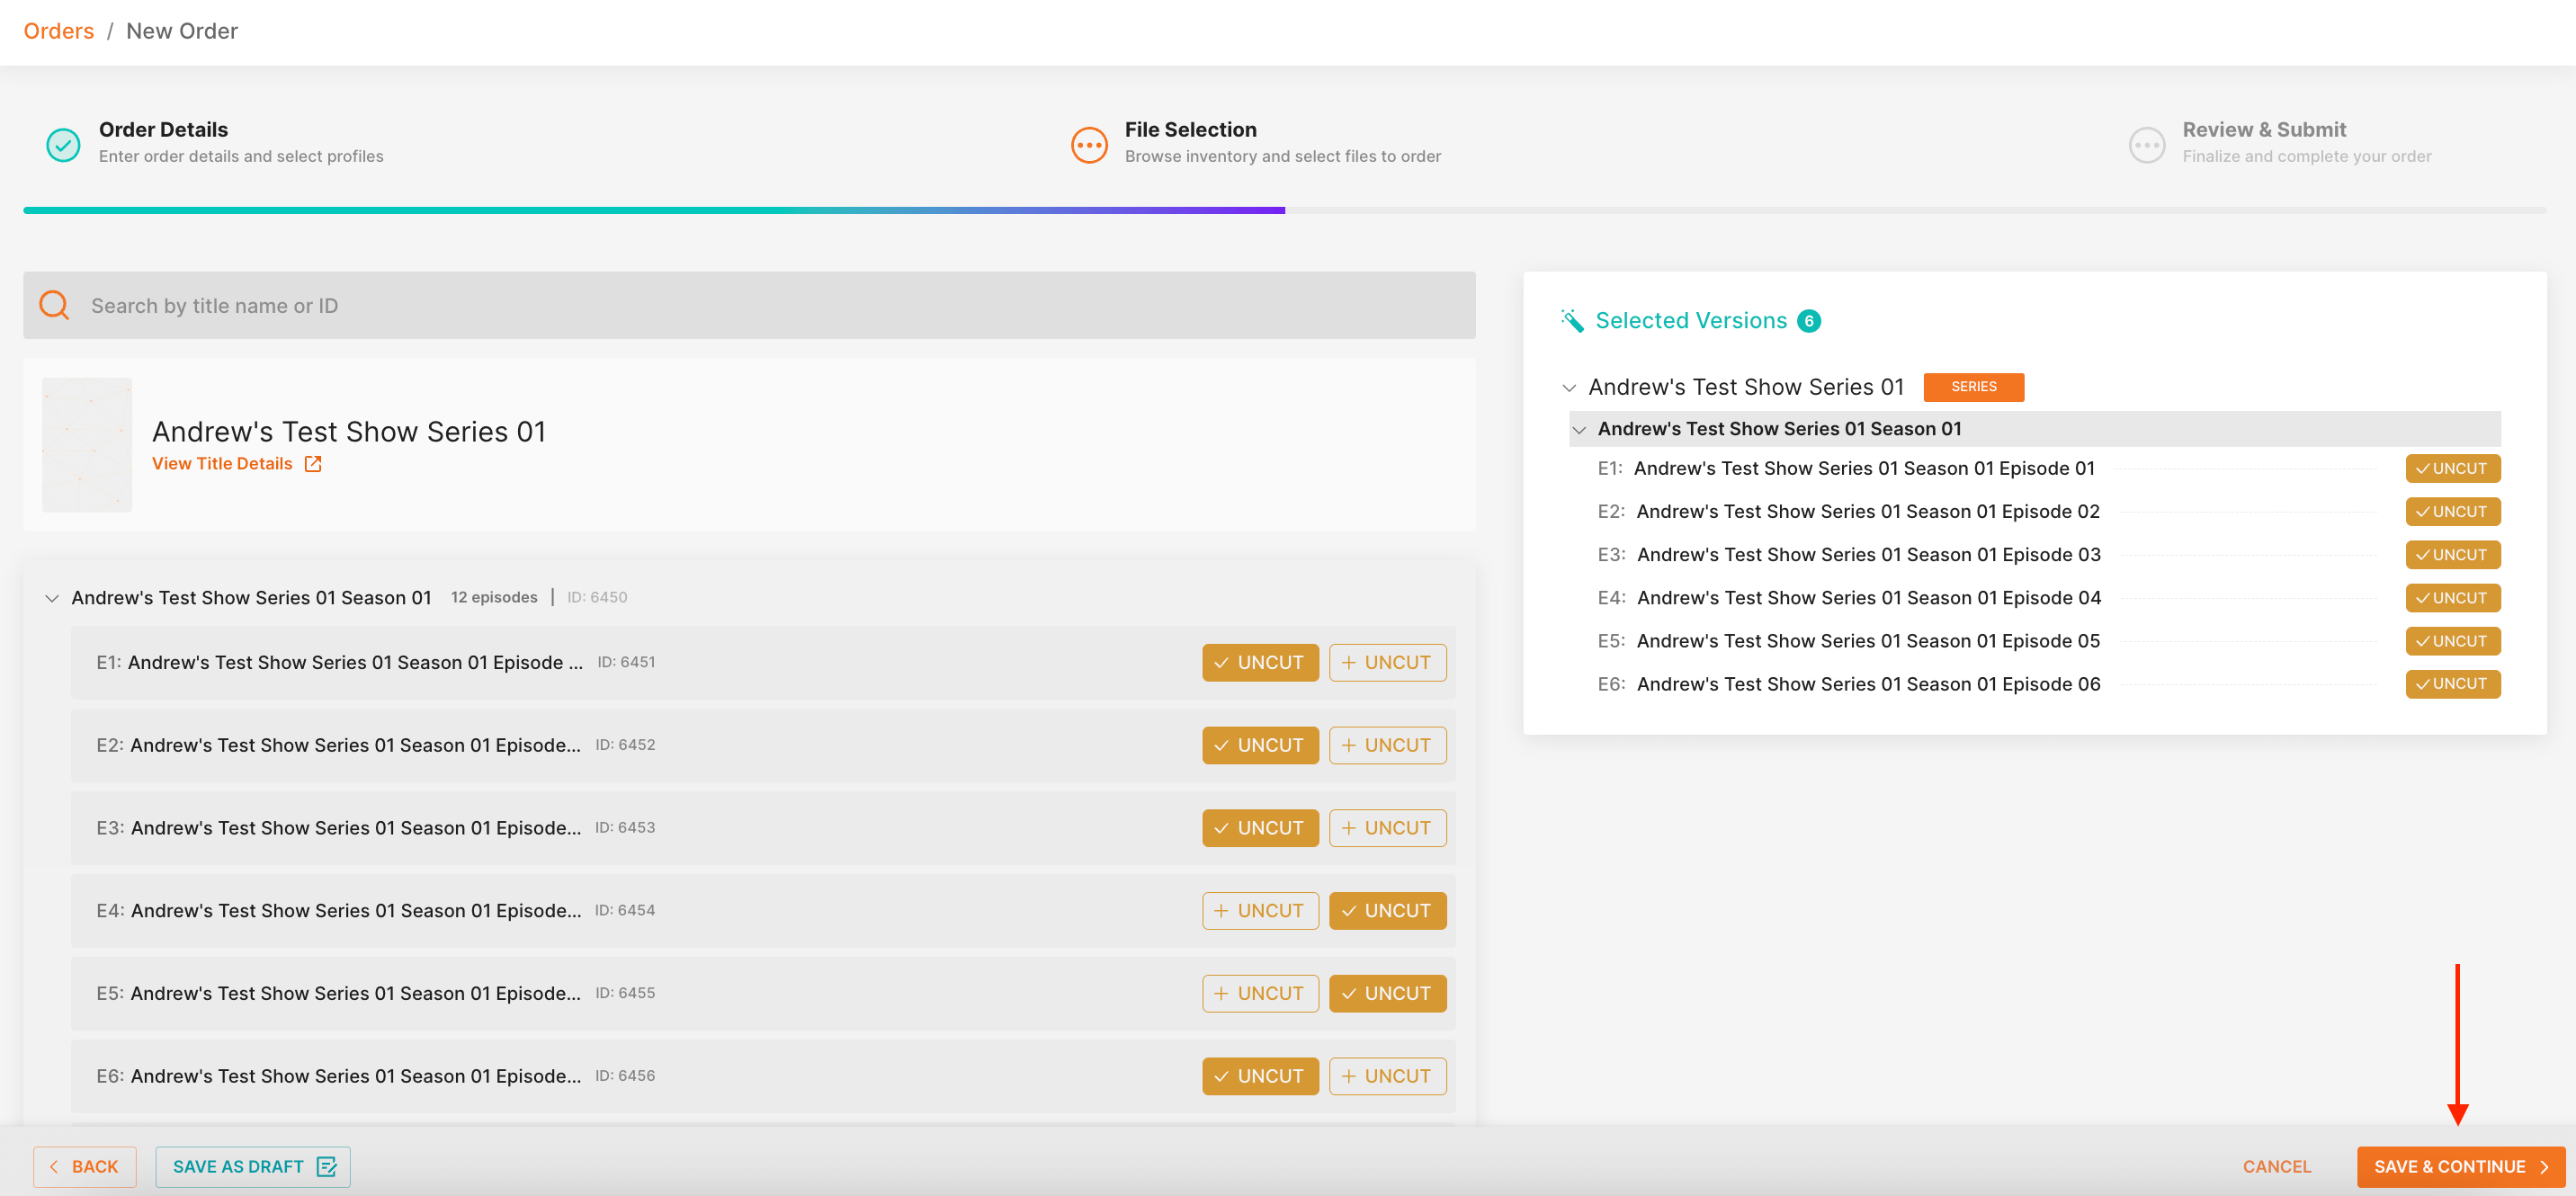 Orders / New Order
Order Details
Enter order details and select profiles
File Selection
Browse inventory and select files to order
Review & Submit
Finalize and complete your order
Search by title name or ID
Andrew's Test Show Series 01
View Title Details
Andrew's Test Show Series 01 Season 01 12 episodes | ID: 6450
E1: Andrew's Test Show Series 01 Season 01 Episode ... ID: 6451 UNCUT + UNCUT
E2: Andrew's Test Show Series 01 Season 01 Episode... ID: 6452 UNCUT + UNCUT
E3: Andrew's Test Show Series 01 Season 01 Episode... ID: 6453 UNCUT + UNCUT
E4: Andrew's Test Show Series 01 Season 01 Episode... ID: 6454 + UNCUT UNCUT
E5: Andrew's Test Show Series 01 Season 01 Episode... ID: 6455 + UNCUT UNCUT
E6: Andrew's Test Show Series 01 Season 01 Episode... ID: 6456 UNCUT + UNCUT
Selected Versions 6
Andrew's Test Show Series 01 SERIES
Andrew's Test Show Series 01 Season 01
E1: Andrew's Test Show Series 01 Season 01 Episode 01 UNCUT
E2: Andrew's Test Show Series 01 Season 01 Episode 02 UNCUT
E3: Andrew's Test Show Series 01 Season 01 Episode 03 UNCUT
E4: Andrew's Test Show Series 01 Season 01 Episode 04 UNCUT
E5: Andrew's Test Show Series 01 Season 01 Episode 05 UNCUT
E6: Andrew's Test Show Series 01 Season 01 Episode 06 UNCUT
BACK SAVE AS DRAFT CANCEL SAVE & CONTINUE